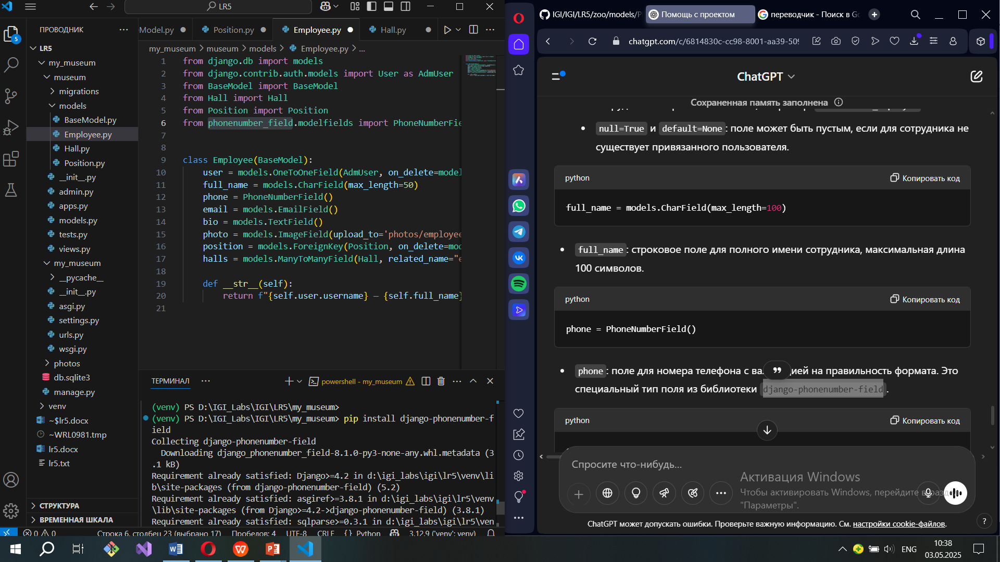 LR5
ПРОВОДНИК
LR5
my_museum
museum
migrations
models
BaseModel.py
Employee.py
Hall.py
Position.py
__init__.py
admin.py
apps.py
models.py
tests.py
views.py
my_museum
__pycache__
__init__.py
asgi.py
settings.py
urls.py
wsgi.py
photos
db.sqlite3
manage.py
venv
~$lr5.docx
~WRL0981.tmp
lr5.docx
lr5.txt
СТРУКТУРА
ВРЕМЕННАЯ ШКАЛА
5
Model.py
Position.py
Employee.py
Hall.py
my_museum > museum > models > Employee.py > ...
1 from django.db import models
2 from django.contrib.auth.models import User as AdmUser
3 from BaseModel import BaseModel
4 from Hall import Hall
5 from Position import Position
6 from phonenumber_field.modelfields import PhoneNumberFie
7
8
9 class Employee(BaseModel):
10 user = models.OneToOneField(AdmUser, on_delete=model
11 full_name = models.CharField(max_length=50)
12 phone = PhoneNumberField()
13 email = models.EmailField()
14 bio = models.TextField()
15 photo = models.ImageField(upload_to='photos/employee
16 position = models.ForeignKey(Position, on_delete=mod
17 halls = models.ManyToManyField(Hall, related_name="e
18
19 def __str__(self):
20 return f"{self.user.username} – {self.full_name}
21
ТЕРМИНАЛ
powershell - my_museum
(venv) PS D:\IGI_Labs\IGI\LR5\my_museum>
(venv) PS D:\IGI_Labs\IGI\LR5\my_museum> pip install django-phonenumber-f
ield
Collecting django-phonenumber-field
Downloading django_phonenumber_field-8.1.0-py3-none-any.whl.metadata (3
.1 kB)
Requirement already satisfied: Django>=4.2 in d:\igi_labs\igi\lr5\venv\li
b\site-packages (from django-phonenumber-field) (5.2)
Requirement already satisfied: asgiref>=3.8.1 in d:\igi_labs\igi\lr5\venv
\lib\site-packages (from Django>=4.2->django-phonenumber-field) (3.8.1)
Requirement already satisfied: sqlparse>=0.3.1 in d:\igi_labs\igi\lr5\ven
0 0
Строка 6, столбец 23 (выбрано 17)
Пробелов: 4
UTF-8
CRLF
{} Python
3.12.9 ('venv': venv)
IGI/IGI/LR5/zoo/models/P
Помощь с проектом
переводчик - Поиск в Go
chatgpt.com/c/6814830c-cc98-8001-aa39-509
ChatGPT
Сохраненная память заполнена
null=True и default=None: поле может быть пустым, если для сотрудника не
существует привязанного пользователя.
python
Копировать код
full_name = models.CharField(max_length=100)
full_name: строковое поле для полного имени сотрудника, максимальная длина
100 символов.
python
Копировать код
phone = PhoneNumberField()
phone: поле для номера телефона с вал цией на правильность формата. Это
специальный тип поля из библиотеки django-phonenumber-field.
python
Копировать код
Спросите что-нибудь...
Активация Windows
Чтобы активировать Windows, перейдите в разд
"Параметры".
ChatGPT может допускать ошибки. Проверьте важную информацию. См. настройки cookie-файлов.
?
ENG
10:38
03.05.2025